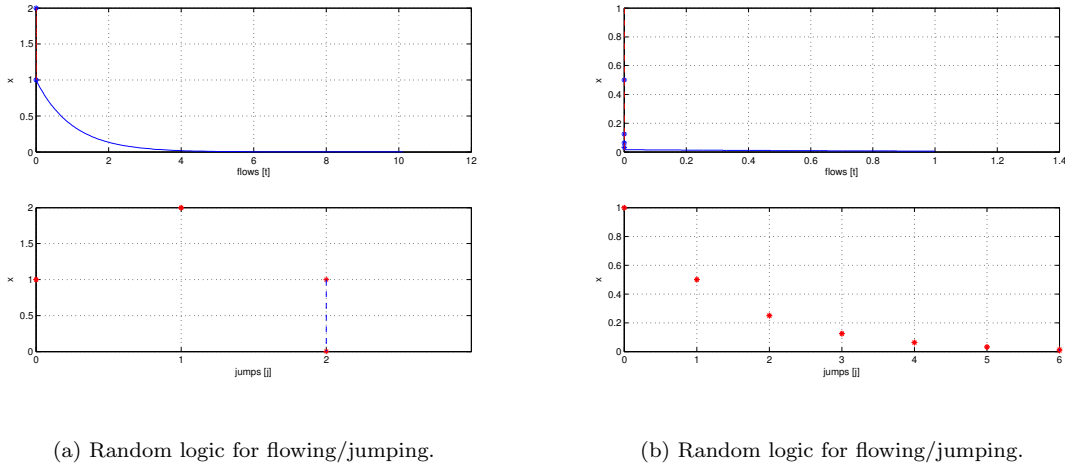 2
1.5
1
0.5
0
x
0 2 4 6 8 10 12
flows [t]
2
1.5
1
0.5
0
x
0 1 2
jumps [j]
(a) Random logic for flowing/jumping.
1
0.8
0.6
0.4
0.2
0
x
0 0.2 0.4 0.6 0.8 1 1.2 1.4
flows [t]
1
0.8
0.6
0.4
0.2
0
x
0 1 2 3 4 5 6
jumps [j]
(b) Random logic for flowing/jumping.